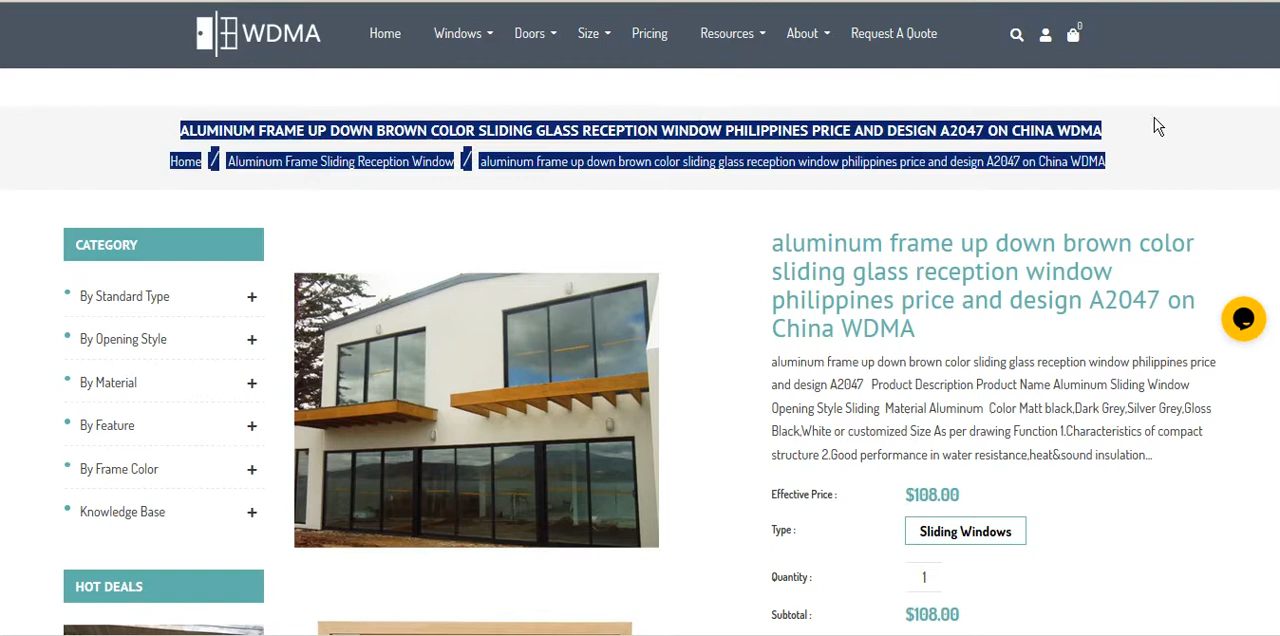 WDMA
Home Windows Doors Size Pricing Resources About Request A Quote 0
ALUMINUM FRAME UP DOWN BROWN COLOR SLIDING GLASS RECEPTION WINDOW PHILIPPINES PRICE AND DESIGN A2047 ON CHINA WDMA
Home / Aluminum Frame Sliding Reception Window / aluminum frame up down brown color sliding glass reception window philippines price and design A2047 on China WDMA
CATEGORY
By Standard Type +
By Opening Style +
By Material +
By Feature +
By Frame Color +
Knowledge Base +
HOT DEALS
aluminum frame up down brown color
sliding glass reception window
philippines price and design A2047 on
China WDMA
aluminum frame up down brown color sliding glass reception window philippines price
and design A2047 Product Description Product Name Aluminum Sliding Window
Opening Style Sliding Material Aluminum Color Matt black,Dark Grey,Silver Grey,Gloss
Black,White or customized Size As per drawing Function 1.Characteristics of compact
structure 2.Good performance in water resistance,heat&sound insulation...
Effective Price : $108.00
Type : Sliding Windows
Quantity : 1
Subtotal : $108.00